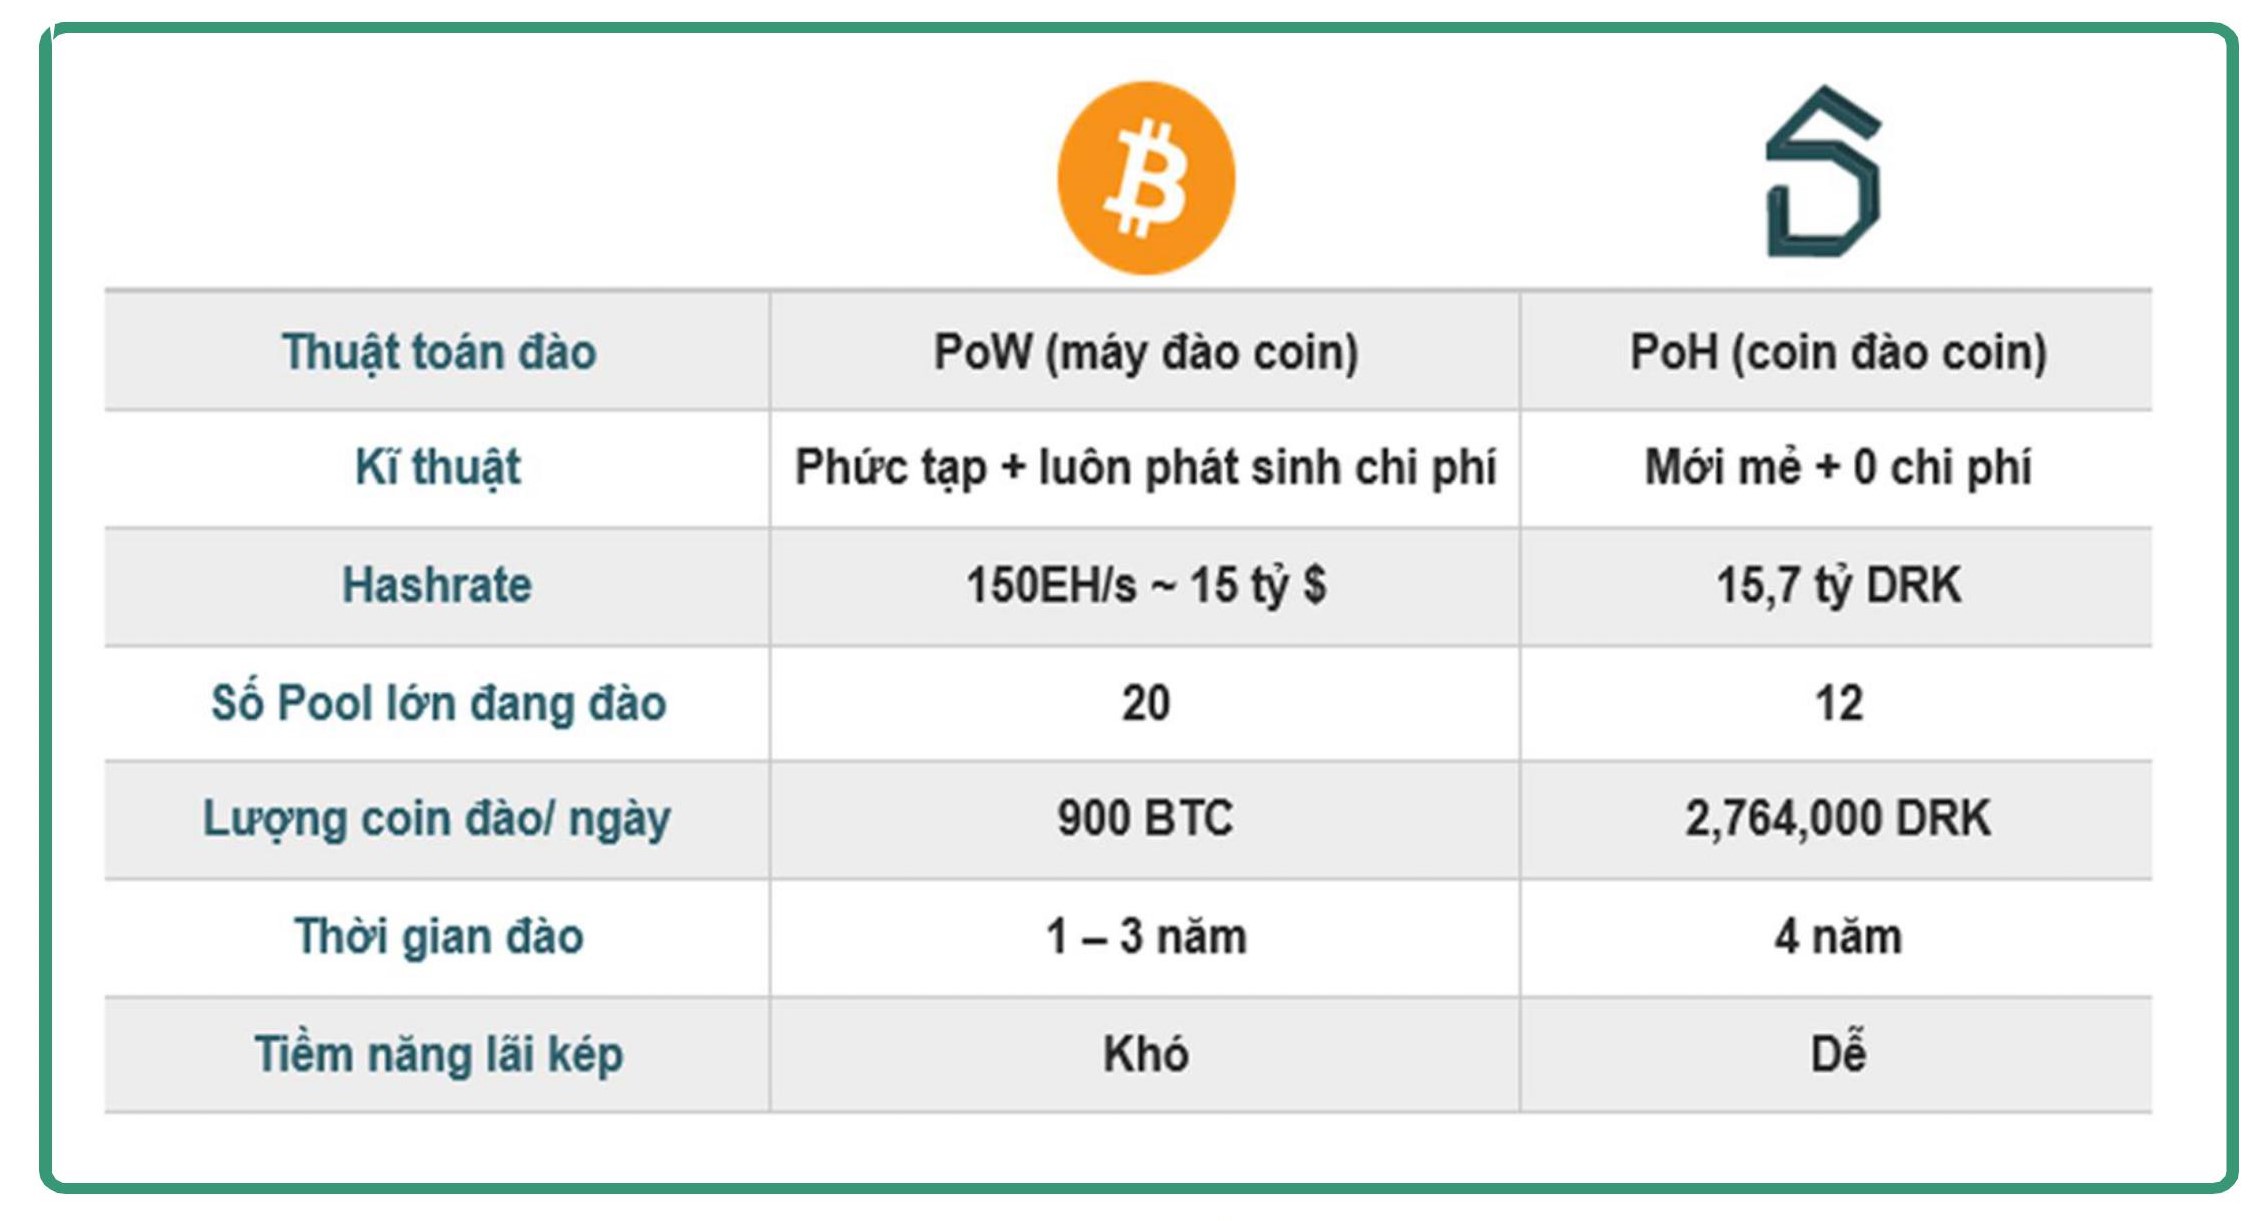 Thuật toán đào PoW (máy đào coin) PoH (coin đào coin)
Kĩ thuật Phức tạp + luôn phát sinh chi phí Mới mẻ + 0 chi phí
Hashrate 150EH/s ~ 15 tỷ $ 15,7 tỷ DRK
Số Pool lớn đang đào 20 12
Lượng coin đào/ ngày 900 BTC 2,764,000 DRK
Thời gian đào 1 – 3 năm 4 năm
Tiềm năng lãi kép Khó Dễ